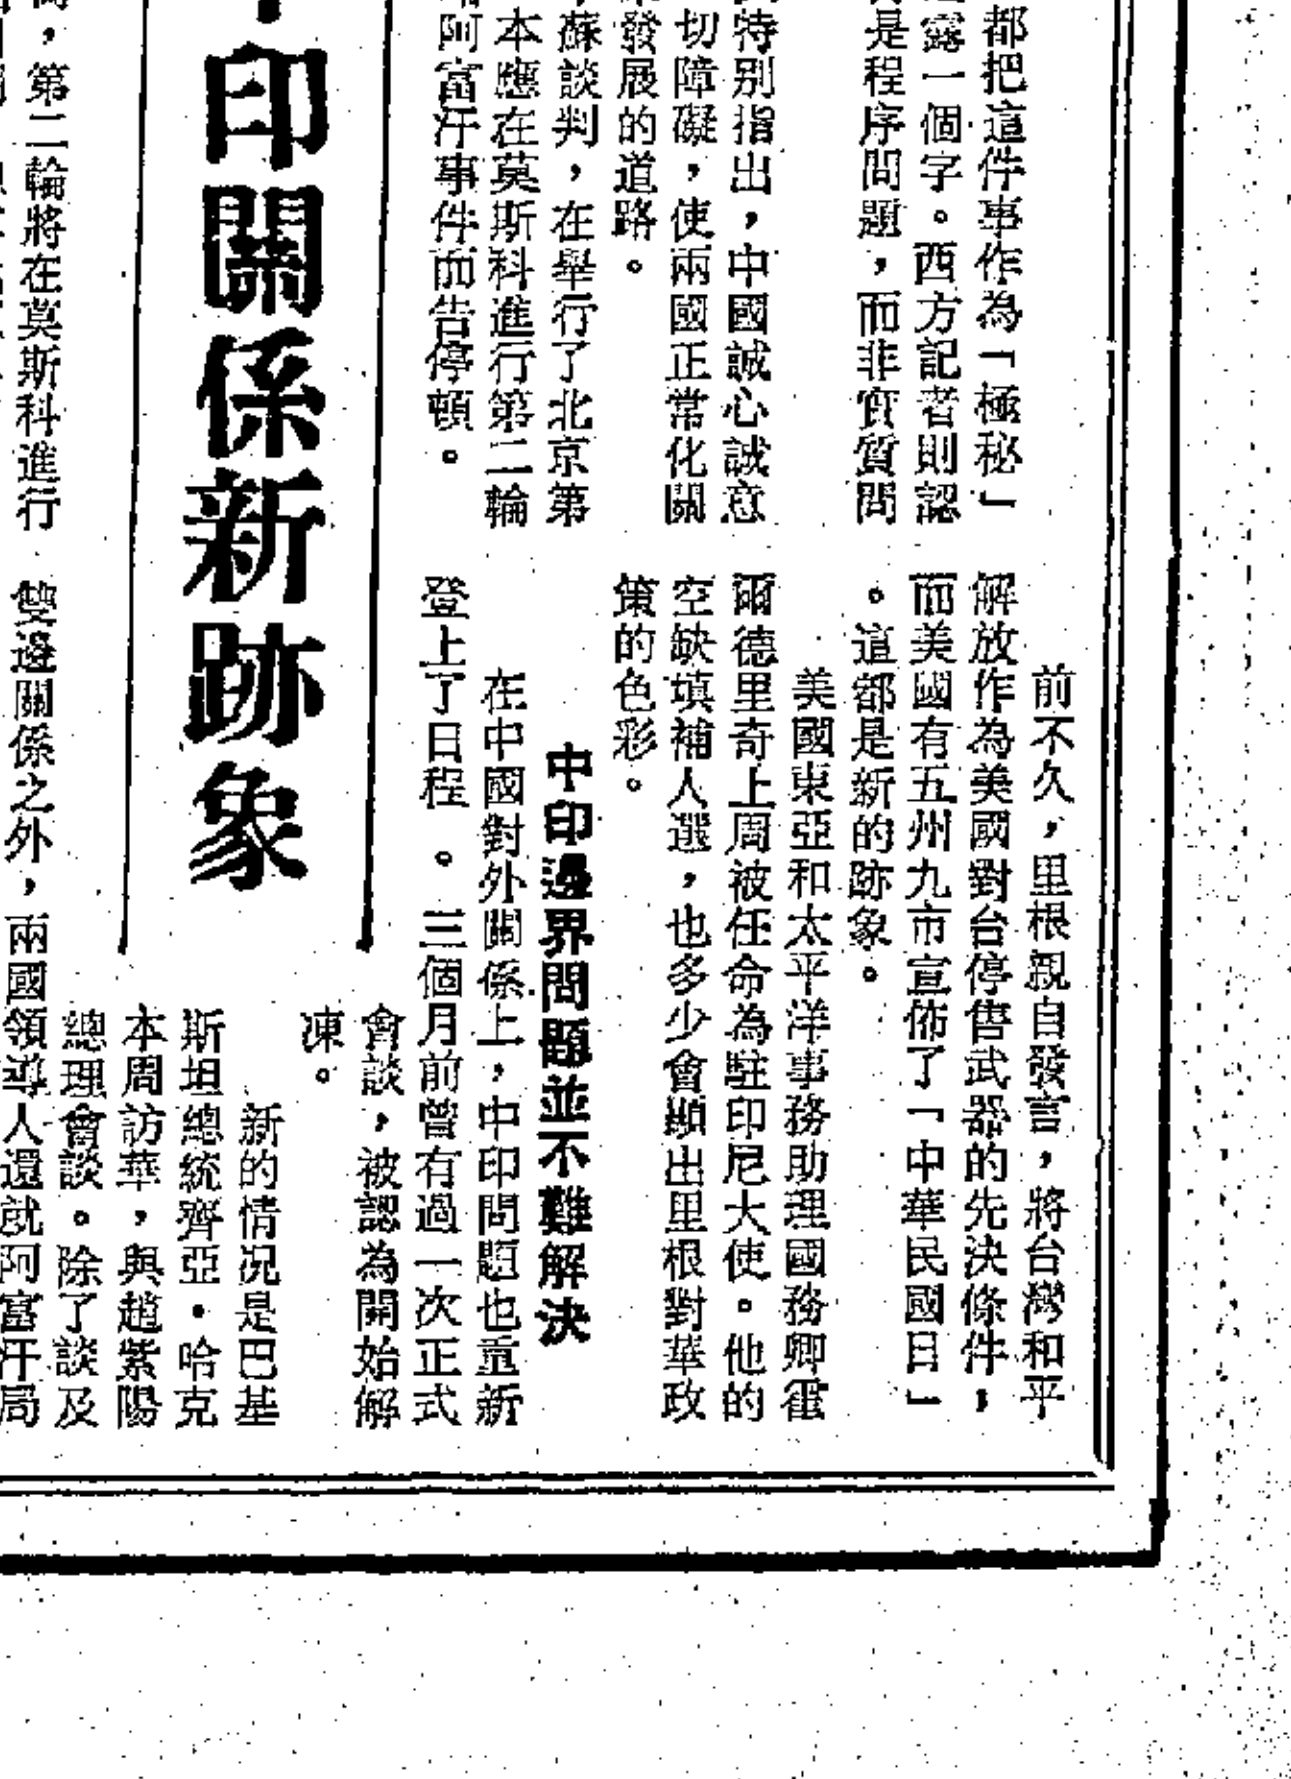 都把這件事作為「極秘」
露一個字。西方記者則認
是程序問題，而非實質問
特别指出，中國誠心誠意
切障礙，使兩國正常化關
發展的道路。
蘇談判，在舉行了北京第
本應在莫斯科進行第二輪
阿富汗事件而告停頓。
印關係新跡象
，第二輪將在莫斯科進行
前不久，里根親自發言，將台灣和平
解放作為美國對台停售武器的先決條件，
而美國有五州九市宣佈了「中華民國日」
。這都是新的跡象。
美國東亞和太平洋事務助理國務卿霍
爾德里奇上周被任命為駐印尼大使。他的
空缺填補人選，也多少會顯出里根對華政
策的色彩。
中印邊界問題並不難解決
在中國對外關係上，中印問題也重新
登上了日程。三個月前曾有過一次正式
會談，被認為開始解
凍。
新的情況是巴基
斯坦總統齊亞·哈克
本周訪華，與趙紫陽
總理會談。除了談及
雙邊關係之外，兩國領導人還就阿富汗局